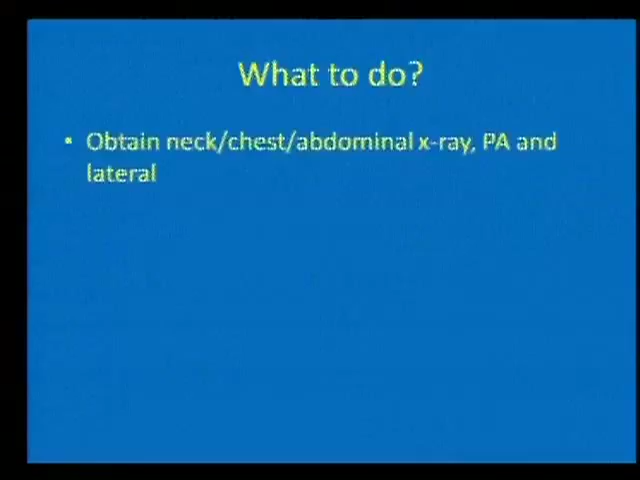 What to do?
• Obtain neck/chest/abdominal x-ray, PA and
lateral